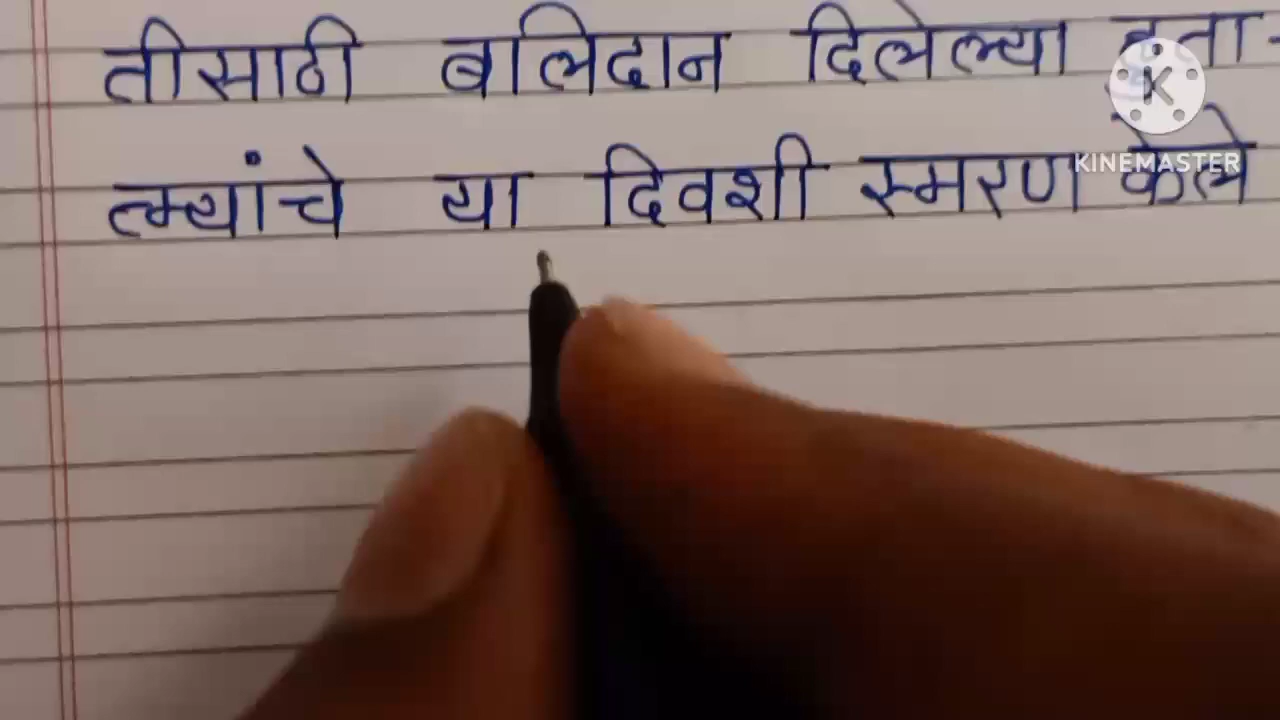 तीसाठी बलिदान दिलेल्या हुता-
त्म्यांचे या दिवशी स्मरण केले
K
KINEMASTER